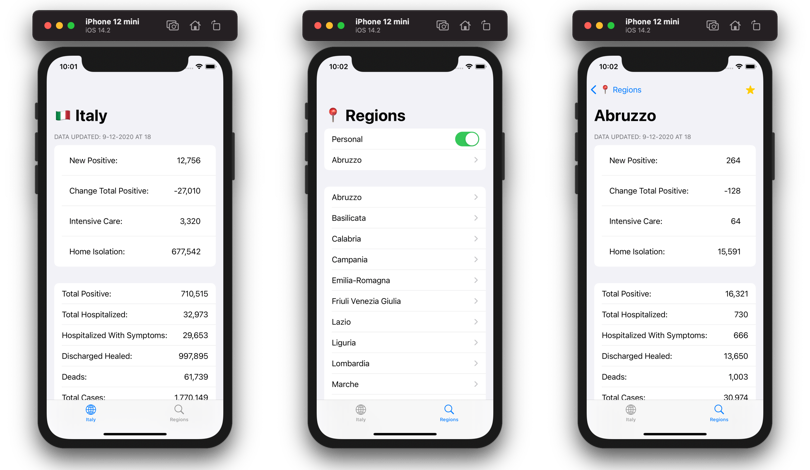 iPhone 12 mini
iOS 14.2
10:01
Italy
DATA UPDATED: 9-12-2020 AT 18
New Positive: 12,756
Change Total Positive: -27,010
Intensive Care: 3,320
Home Isolation: 677,542
Total Positive: 710,515
Total Hospitalized: 32,973
Hospitalized With Symptoms: 29,653
Discharged Healed: 997,895
Deads: 61,739
Total Cases: 1,770,149
Italy Regions
iPhone 12 mini
iOS 14.2
10:02
Regions
Personal
Abruzzo
Abruzzo
Basilicata
Calabria
Campania
Emilia-Romagna
Friuli Venezia Giulia
Lazio
Liguria
Lombardia
Marche
Italy Regions
iPhone 12 mini
iOS 14.2
10:02
Regions
Abruzzo
DATA UPDATED: 9-12-2020 AT 18
New Positive: 264
Change Total Positive: -128
Intensive Care: 64
Home Isolation: 15,591
Total Positive: 16,321
Total Hospitalized: 730
Hospitalized With Symptoms: 666
Discharged Healed: 13,650
Deads: 1,003
Total Cases: 30,974
Italy Regions